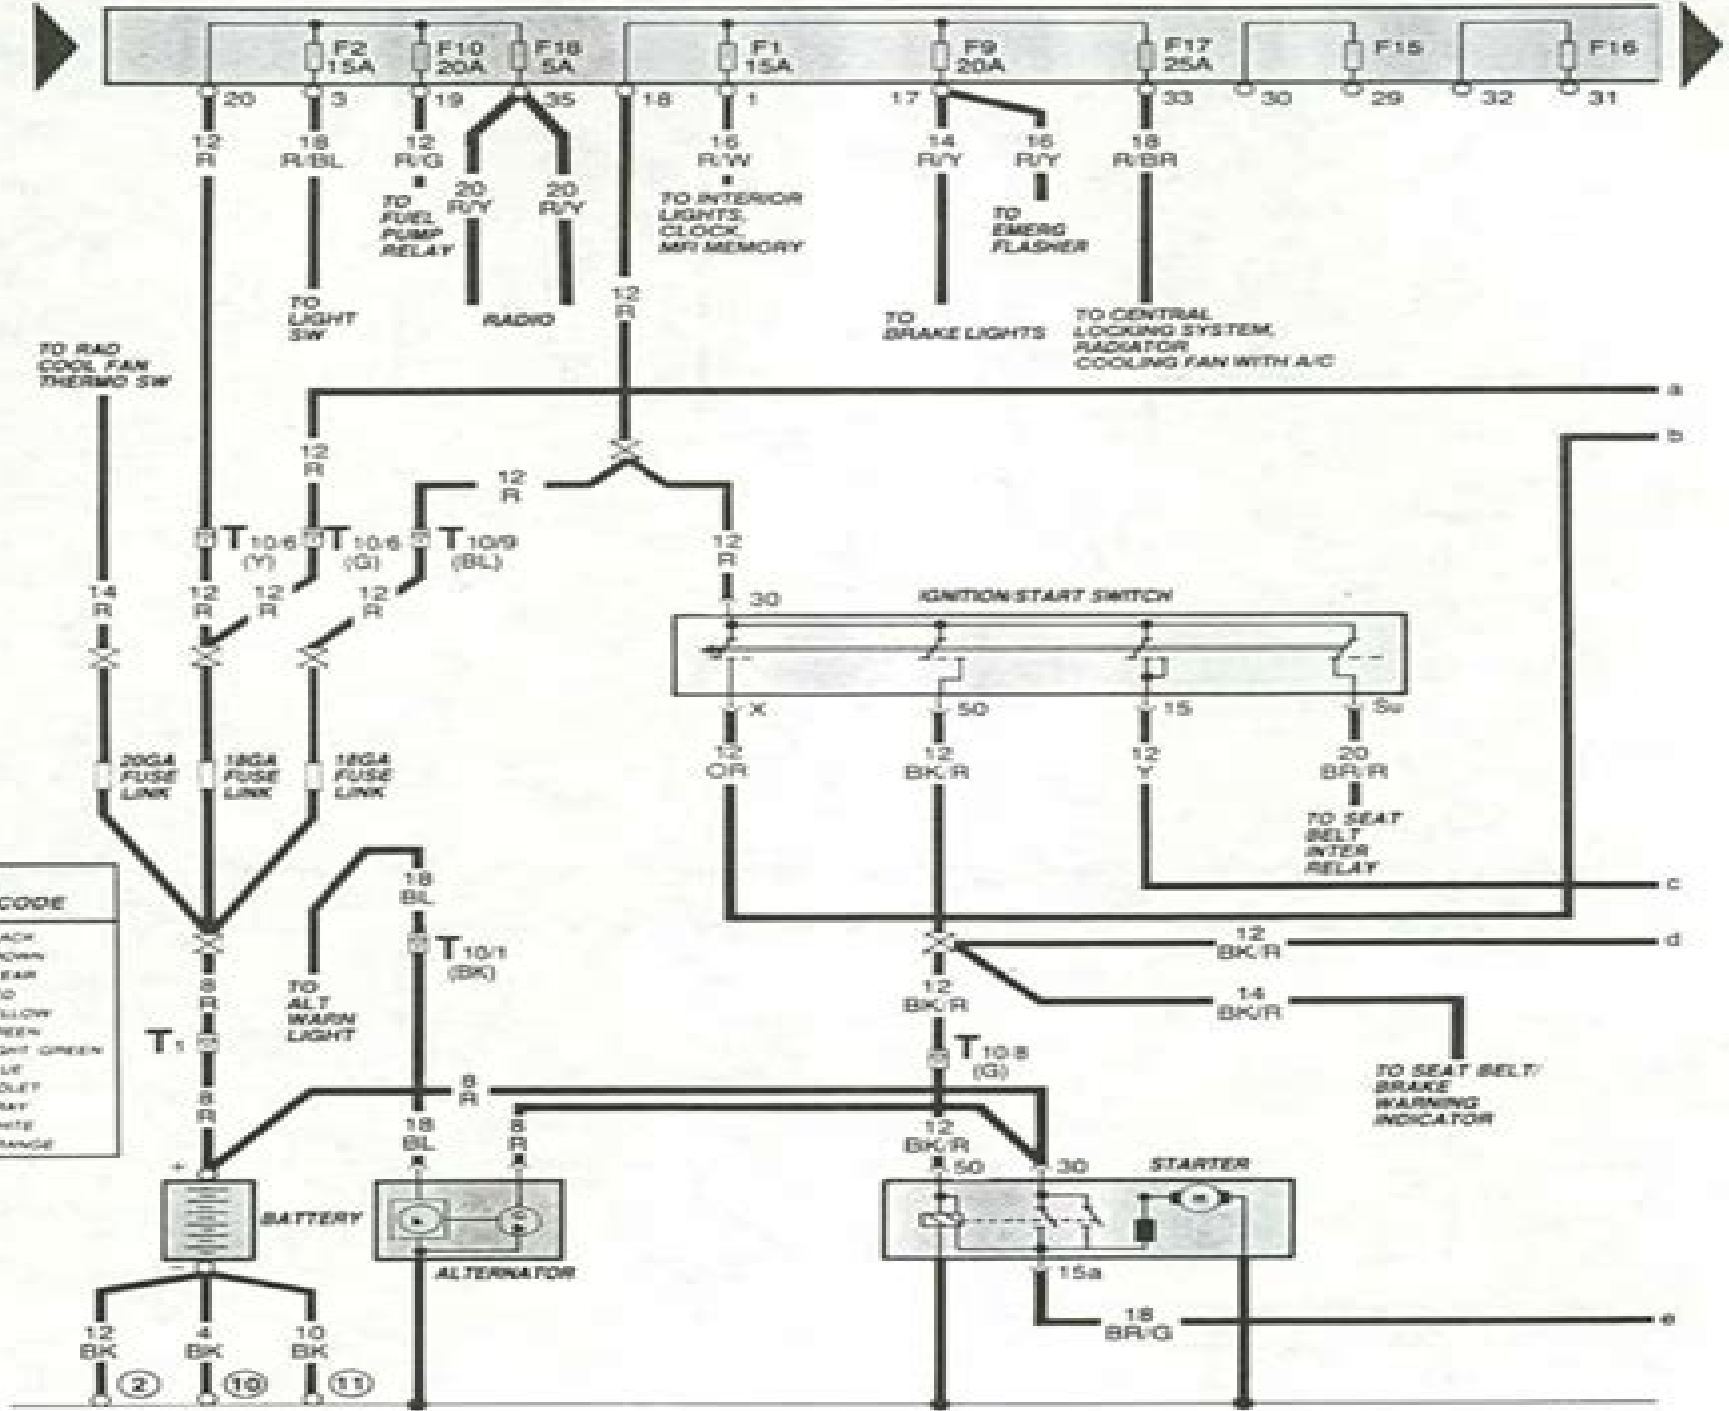 F2
15A
F10
20A
F18
5A
F1
15A
F9
20A
F17
25A
F15
F16
20
3
19
35
18
1
17
33
30
29
32
31
12
R
18
R/BL
12
R/G
20
R/Y
20
R/Y
16
R/W
14
R/Y
16
R/Y
18
R/BR
TO
FUEL
PUMP
RELAY
TO INTERIOR
LIGHTS,
CLOCK,
MFI MEMORY
TO
EMERG
FLASHER
TO
LIGHT
SW
RADIO
12
R
TO
BRAKE LIGHTS
TO CENTRAL
LOCKING SYSTEM,
RADIATOR
COOLING FAN WITH A/C
TO RAD
COOL FAN
THERMO SW
a
b
12
R
12
R
T 10/6
(Y)
T 10/6
(G)
T 10/9
(BL)
12
R
14
R
12
R
12
R
12
R
30
IGNITION/START SWITCH
X
50
15
Su
12
OR
12
BK/R
12
Y
20
BR/R
20GA
FUSE
LINK
18GA
FUSE
LINK
18GA
FUSE
LINK
TO SEAT
BELT
INTER
RELAY
c
18
BL
CODE
T 10/1
(BK)
12
BK/R
d
8
R
TO
ALT
WARN
LIGHT
12
BK/R
14
BK/R
GREEN
T 1
T 10/8
(G)
TO SEAT BELT/
BRAKE
WARNING
INDICATOR
8
R
8
R
18
BL
8
R
12
BK/R
+
50
30
STARTER
BATTERY
ALTERNATOR
-
15a
12
BK
4
BK
10
BK
18
BR/G
e
2
10
11